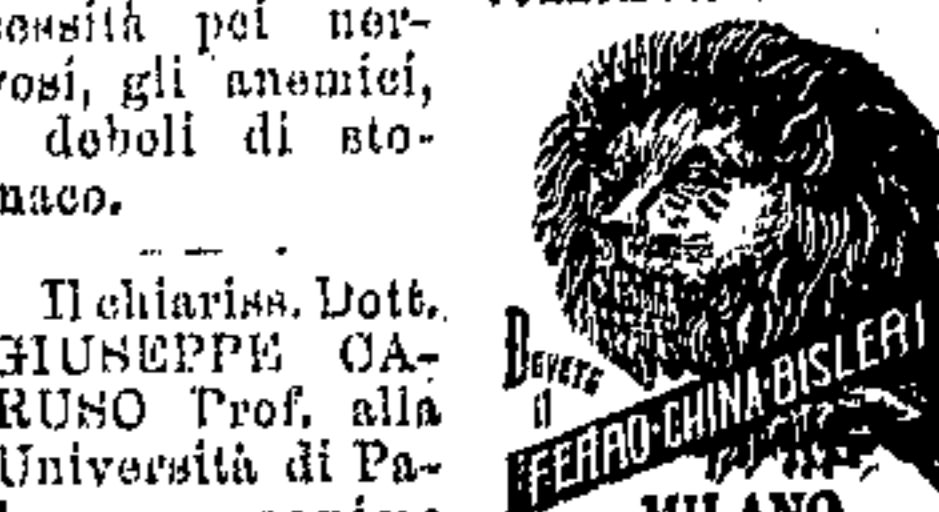 cessità pei ner-
vosi, gli anemici,
deboli di sto-
maco.
Il chiariss. Dott.
GIUSEPPE CA-
RUSO Prof. alla
Università di Pa-
Bevete
il
FERRO-CHINA-BISLERI
MILANO